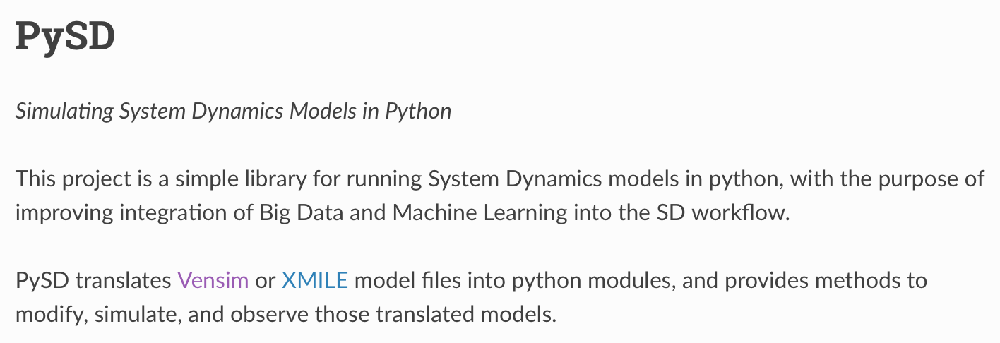 PySD
Simulating System Dynamics Models in Python
This project is a simple library for running System Dynamics models in python, with the purpose of
improving integration of Big Data and Machine Learning into the SD workflow.
PySD translates Vensim or XMILE model files into python modules, and provides methods to
modify, simulate, and observe those translated models.